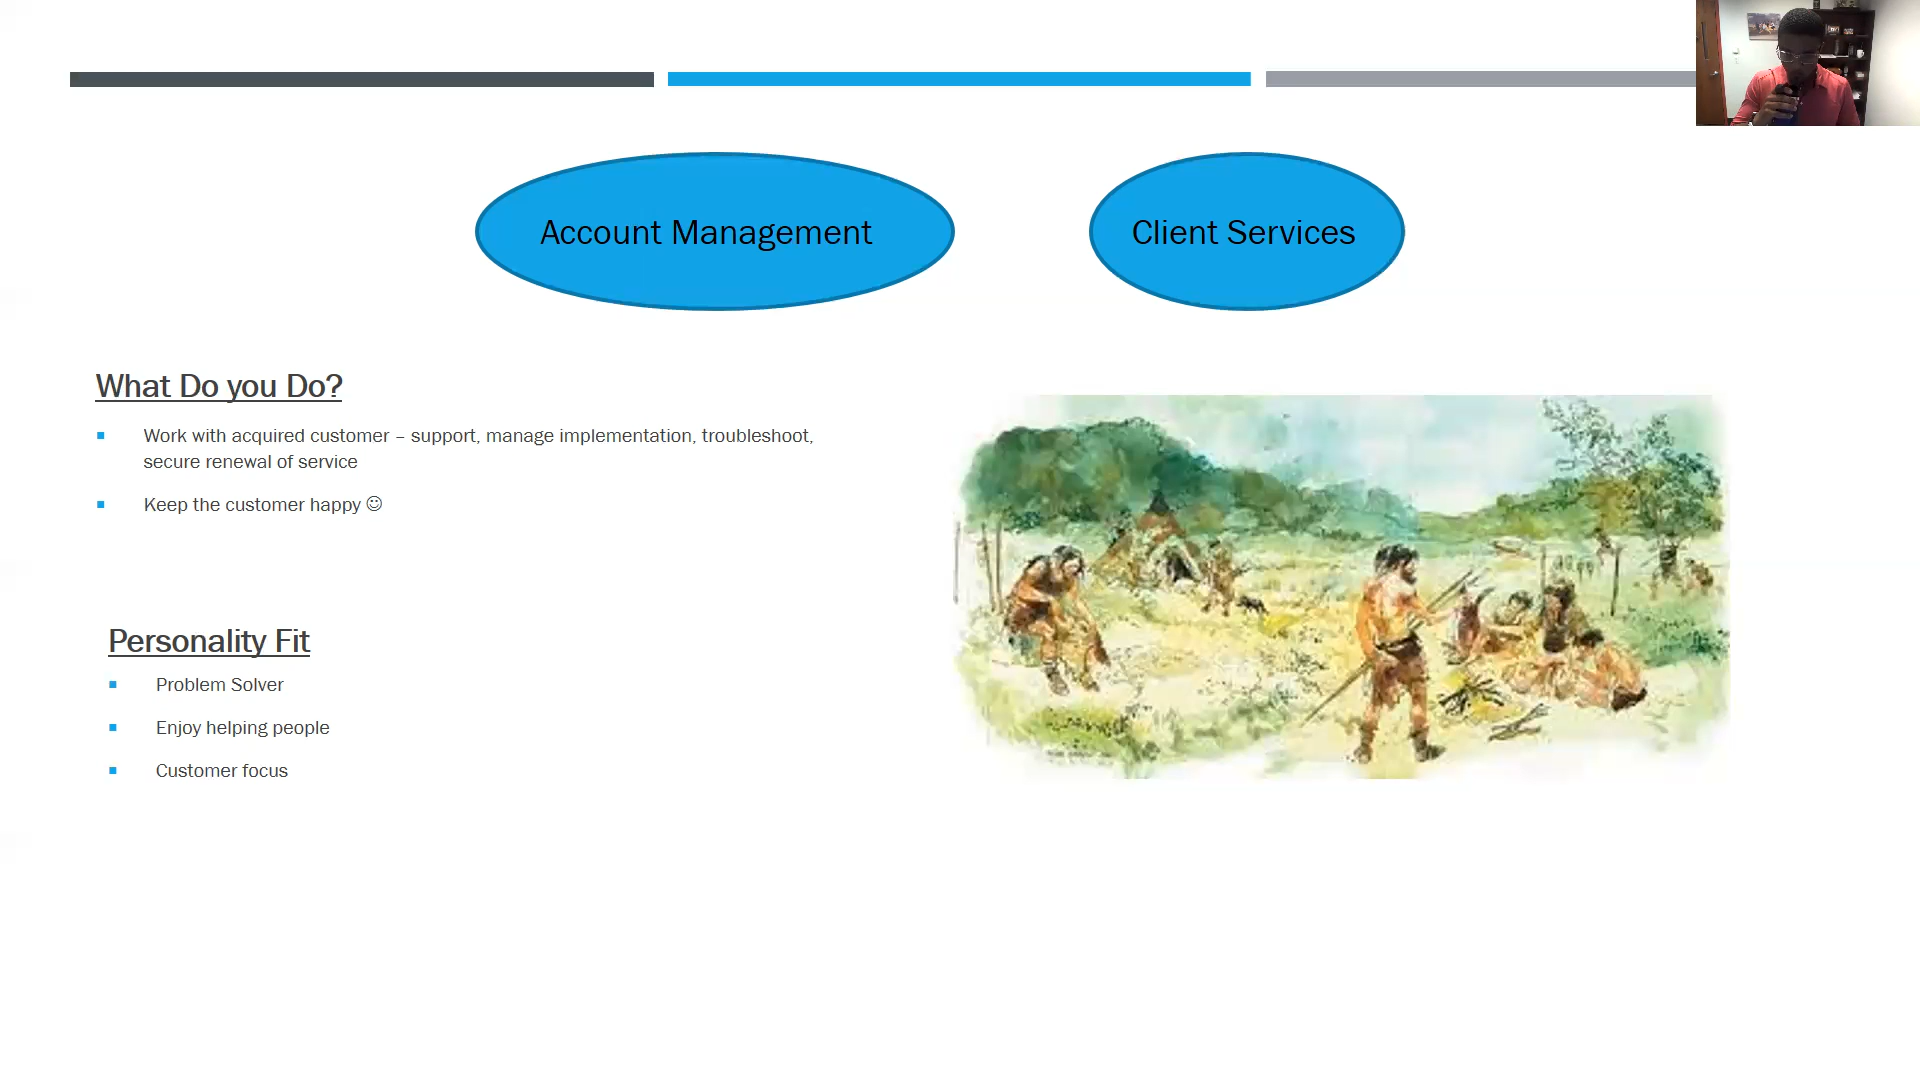 Account Management
Client Services
What Do you Do?
Work with acquired customer – support, manage implementation, troubleshoot,
secure renewal of service
Keep the customer happy ☺
Personality Fit
Problem Solver
Enjoy helping people
Customer focus